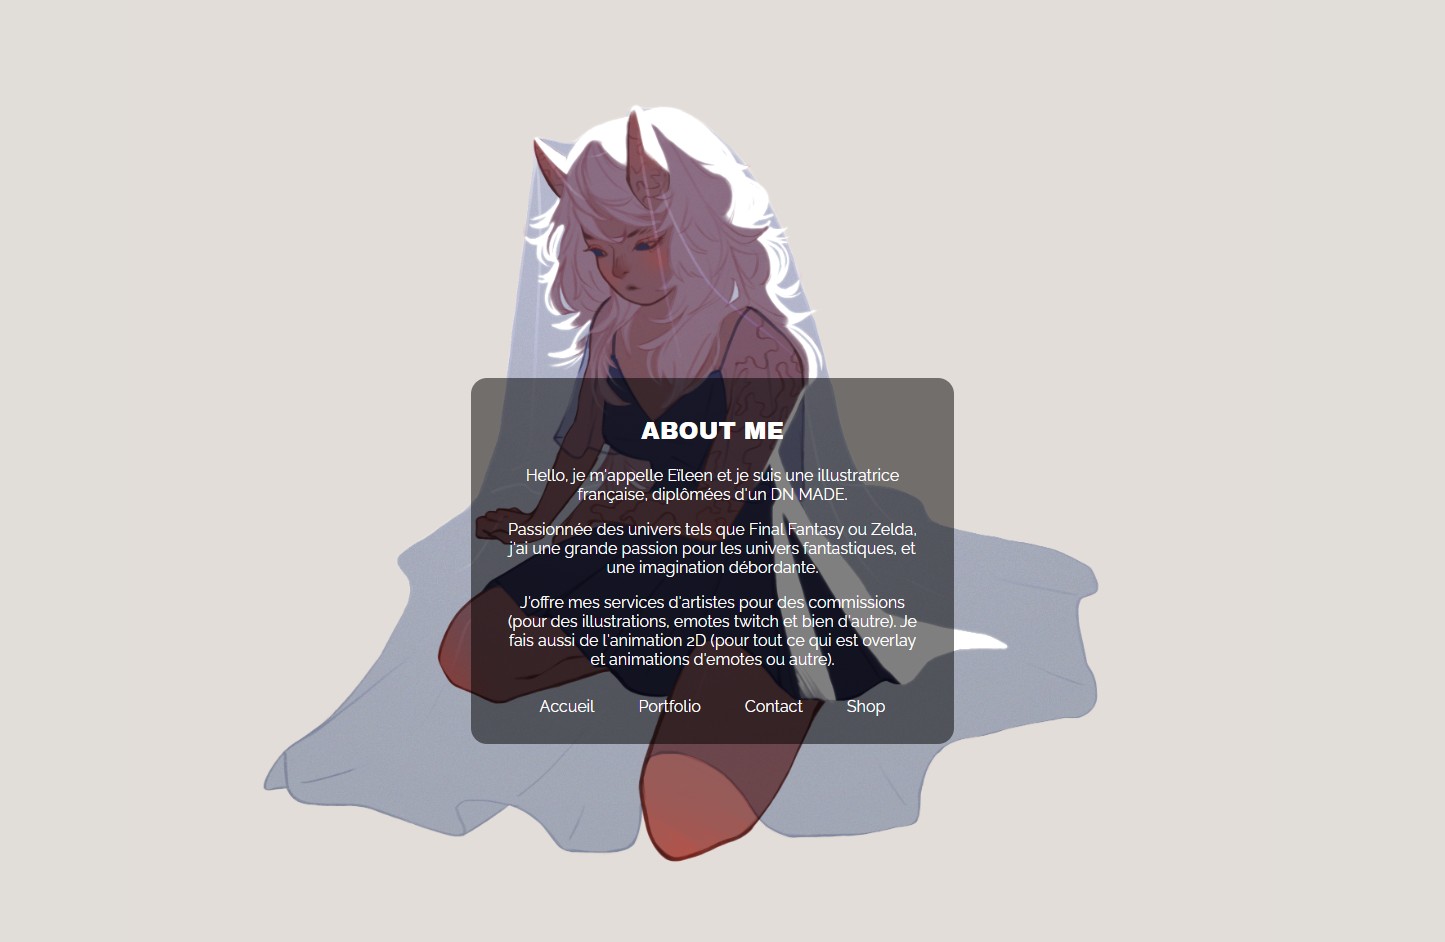 ABOUT ME
Hello, je m'appelle Eïleen et je suis une illustratrice
française, diplômées d'un DN MADE.
Passionnée des univers tels que Final Fantasy ou Zelda,
j'ai une grande passion pour les univers fantastiques, et
une imagination débordante.
J'offre mes services d'artistes pour des commissions
(pour des illustrations, emotes twitch et bien d'autre). Je
fais aussi de l'animation 2D (pour tout ce qui est overlay
et animations d'emotes ou autre).
Accueil Portfolio Contact Shop